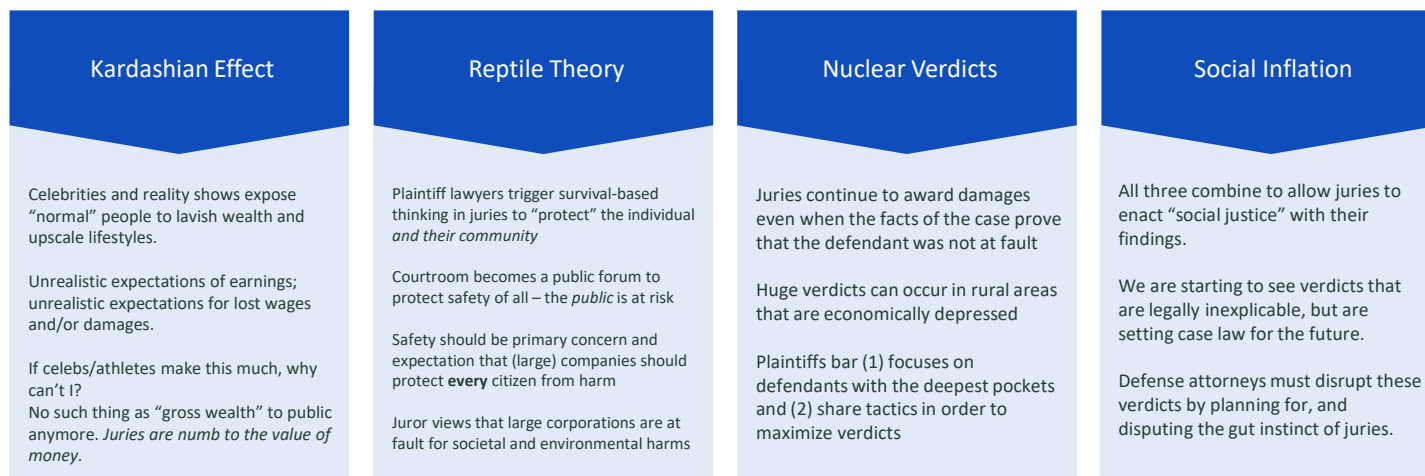 Kardashian Effect
Celebrities and reality shows expose
“normal” people to lavish wealth and
upscale lifestyles.
Unrealistic expectations of earnings;
unrealistic expectations for lost wages
and/or damages.
If celebs/athletes make this much, why
can’t I?
No such thing as “gross wealth” to public
anymore. Juries are numb to the value of
money.
Reptile Theory
Plaintiff lawyers trigger survival-based
thinking in juries to “protect” the individual
and their community
Courtroom becomes a public forum to
protect safety of all – the public is at risk
Safety should be primary concern and
expectation that (large) companies should
protect every citizen from harm
Juror views that large corporations are at
fault for societal and environmental harms
Nuclear Verdicts
Juries continue to award damages
even when the facts of the case prove
that the defendant was not at fault
Huge verdicts can occur in rural areas
that are economically depressed
Plaintiffs bar (1) focuses on
defendants with the deepest pockets
and (2) share tactics in order to
maximize verdicts
Social Inflation
All three combine to allow juries to
enact “social justice” with their
findings.
We are starting to see verdicts that
are legally inexplicable, but are
setting case law for the future.
Defense attorneys must disrupt these
verdicts by planning for, and
disputing the gut instinct of juries.